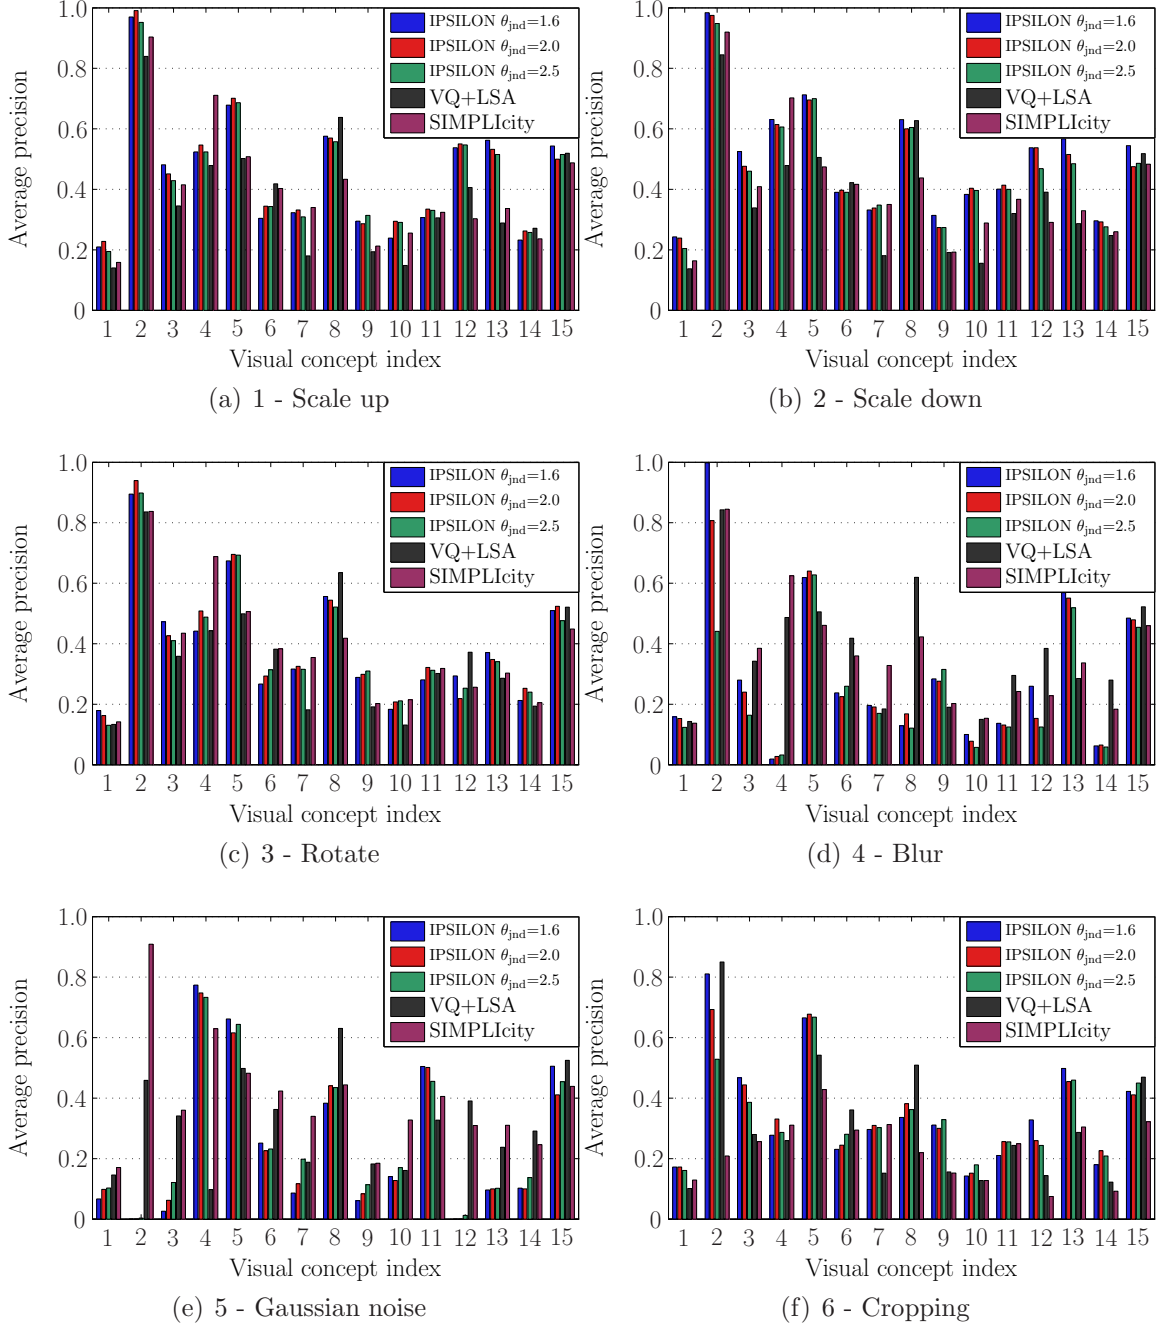 1.0
0.8
0.6
0.4
0.2
0
Average precision
IPSILON θjnd=1.6
IPSILON θjnd=2.0
IPSILON θjnd=2.5
VQ+LSA
SIMPLIcity
1 2 3 4 5 6 7 8 9 10 11 12 13 14 15
Visual concept index
(a) 1 - Scale up
1.0
0.8
0.6
0.4
0.2
0
Average precision
IPSILON θjnd=1.6
IPSILON θjnd=2.0
IPSILON θjnd=2.5
VQ+LSA
SIMPLIcity
1 2 3 4 5 6 7 8 9 10 11 12 13 14 15
Visual concept index
(b) 2 - Scale down
1.0
0.8
0.6
0.4
0.2
0
Average precision
IPSILON θjnd=1.6
IPSILON θjnd=2.0
IPSILON θjnd=2.5
VQ+LSA
SIMPLIcity
1 2 3 4 5 6 7 8 9 10 11 12 13 14 15
Visual concept index
(c) 3 - Rotate
1.0
0.8
0.6
0.4
0.2
0
Average precision
IPSILON θjnd=1.6
IPSILON θjnd=2.0
IPSILON θjnd=2.5
VQ+LSA
SIMPLIcity
1 2 3 4 5 6 7 8 9 10 11 12 13 14 15
Visual concept index
(d) 4 - Blur
1.0
0.8
0.6
0.4
0.2
0
Average precision
IPSILON θjnd=1.6
IPSILON θjnd=2.0
IPSILON θjnd=2.5
VQ+LSA
SIMPLIcity
1 2 3 4 5 6 7 8 9 10 11 12 13 14 15
Visual concept index
(e) 5 - Gaussian noise
1.0
0.8
0.6
0.4
0.2
0
Average precision
IPSILON θjnd=1.6
IPSILON θjnd=2.0
IPSILON θjnd=2.5
VQ+LSA
SIMPLIcity
1 2 3 4 5 6 7 8 9 10 11 12 13 14 15
Visual concept index
(f) 6 - Cropping